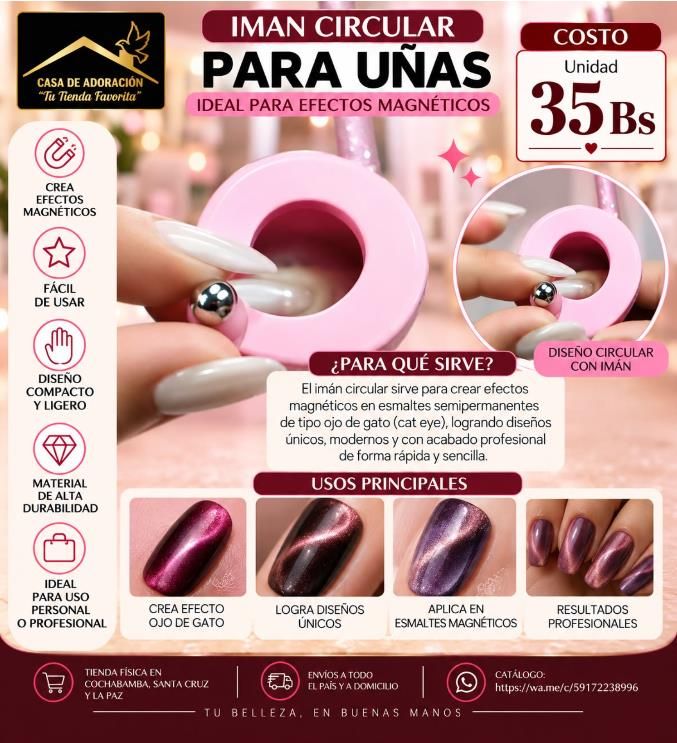 CASA DE ADORACIÓN
"Tu Tienda Favorita"
IMAN CIRCULAR
PARA UÑAS
IDEAL PARA EFECTOS MAGNÉTICOS
COSTO
Unidad
35 Bs
CREA
EFECTOS
MAGNÉTICOS
FÁCIL
DE USAR
DISEÑO
COMPACTO
Y LIGERO
MATERIAL
DE ALTA
DURABILIDAD
IDEAL
PARA USO
PERSONAL
O PROFESIONAL
DISEÑO CIRCULAR
CON IMÁN
¿PARA QUÉ SIRVE?
El imán circular sirve para crear efectos
magnéticos en esmaltes semipermanentes
de tipo ojo de gato (cat eye), logrando diseños
únicos, modernos y con acabado profesional
de forma rápida y sencilla.
USOS PRINCIPALES
CREA EFECTO
OJO DE GATO
LOGRA DISEÑOS
ÚNICOS
APLICA EN
ESMALTES MAGNÉTICOS
RESULTADOS
PROFESIONALES
TIENDA FÍSICA EN
COCHABAMBA, SANTA CRUZ
Y LA PAZ
ENVÍOS A TODO
EL PAÍS Y A DOMICILIO
CATÁLOGO:
https://wa.me/c/59172238996
TU BELLEZA, EN BUENAS MANOS